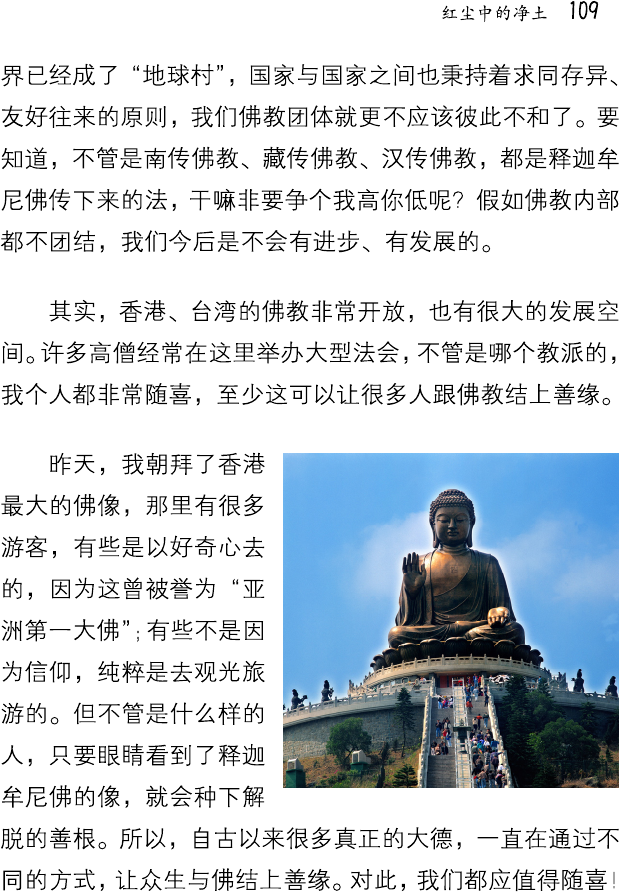 红尘中的净土 109
界已经成了“地球村”，国家与国家之间也秉持着求同存异、
友好往来的原则，我们佛教团体就更不应该彼此不和了。要
知道，不管是南传佛教、藏传佛教、汉传佛教，都是释迦牟
尼佛传下来的法，干嘛非要争个我高你低呢？假如佛教内部
都不团结，我们今后是不会有进步、有发展的。
其实，香港、台湾的佛教非常开放，也有很大的发展空
间。许多高僧经常在这里举办大型法会，不管是哪个教派的，
我个人都非常随喜，至少这可以让很多人跟佛教结上善缘。
昨天，我朝拜了香港
最大的佛像，那里有很多
游客，有些是以好奇心去
的，因为这曾被誉为“亚
洲第一大佛”；有些不是因
为信仰，纯粹是去观光旅
游的。但不管是什么样的
人，只要眼睛看到了释迦
牟尼佛的像，就会种下解
脱的善根。所以，自古以来很多真正的大德，一直在通过不
同的方式，让众生与佛结上善缘。对此，我们都应值得随喜！